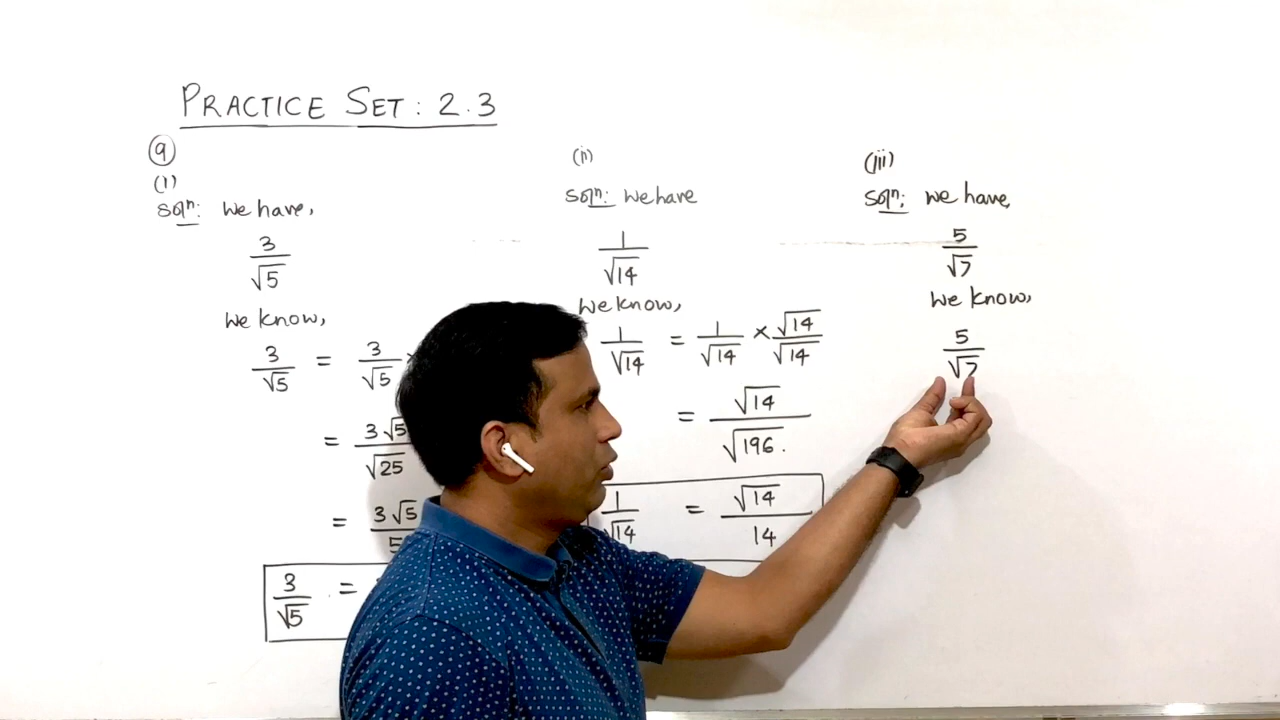 PRACTICE SET: 2.3
9
(i)
Solⁿ: We have,
3/√5
We know,
3/√5 = 3/√5 ×
= 3√5/√25
= 3√5/5
3/√5 =
(ii)
Solⁿ: We have
1/√14
We know,
1/√14 = 1/√14 × √14/√14
= √14/√196.
1/√14 = √14/14
(iii)
Solⁿ: We have,
5/√7
We know,
5/√7